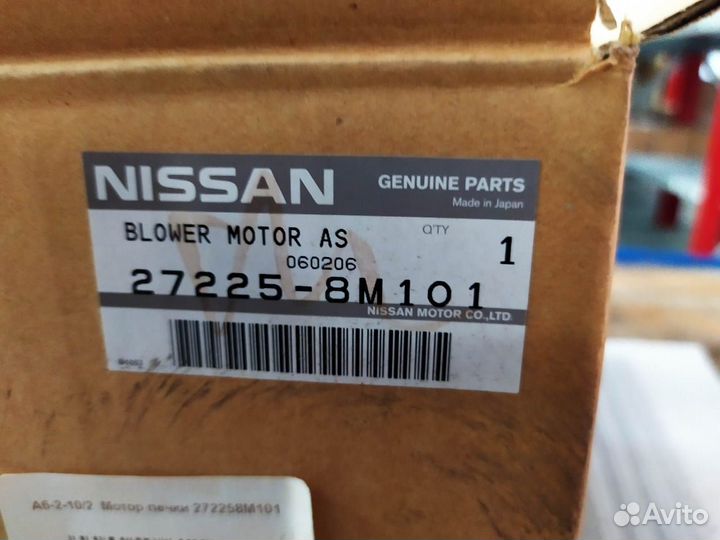 NISSAN
GENUINE PARTS
Made in Japan
BLOWER MOTOR AS
Q'TY
1
060206
27225-8M101
NISSAN MOTOR CO.,LTD.
А6-2-10/2 Мотор печки 272258M101
Avito